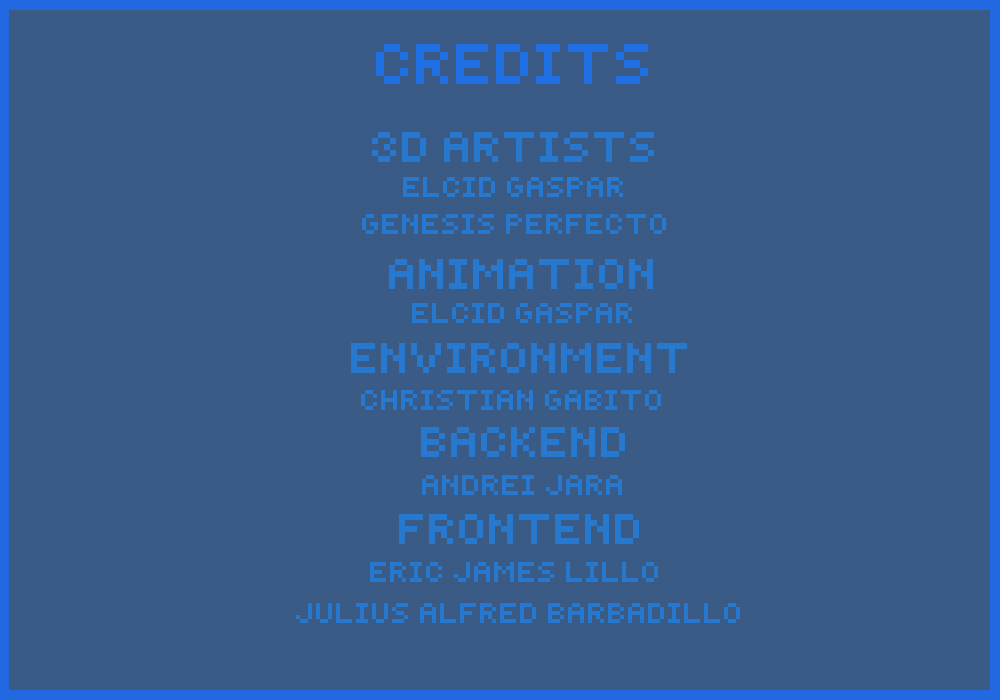 CREDITS
3D ARTISTS
ELCID GASPAR
GENESIS PERFECTO
ANIMATION
ELCID GASPAR
ENVIRONMENT
CHRISTIAN GABITO
BACKEND
ANDREI JARA
FRONTEND
ERIC JAMES LILLO
JULIUS ALFRED BARBADILLO